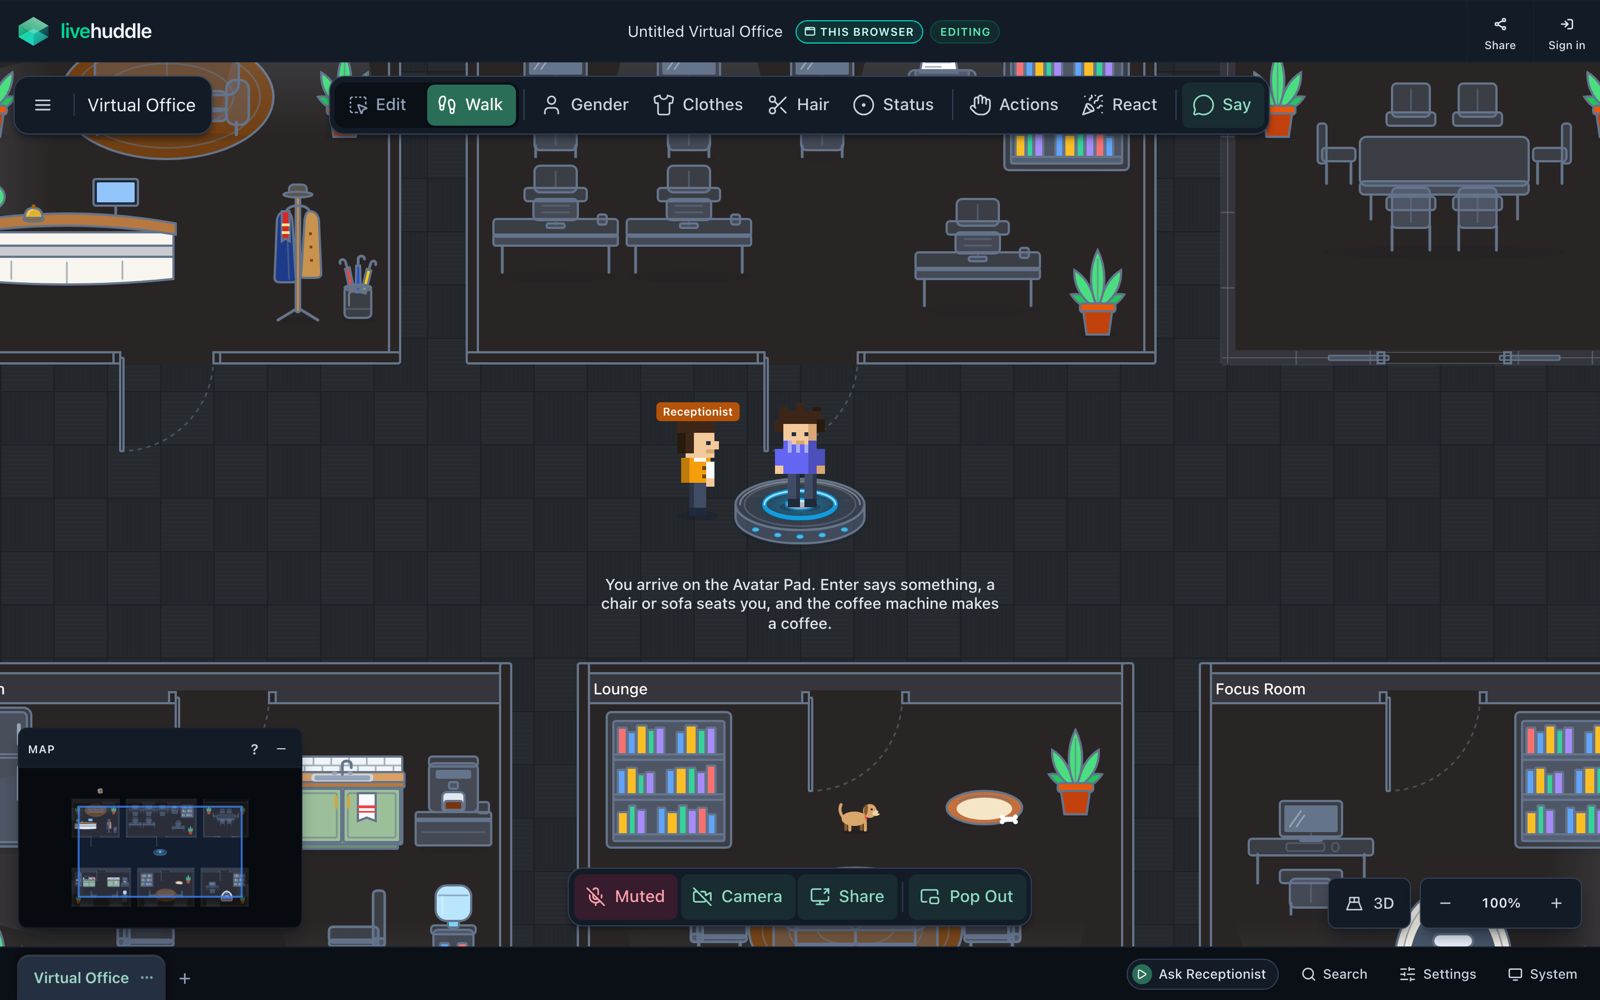 livehuddle
Untitled Virtual Office
THIS BROWSER
EDITING
Share
Sign in
Virtual Office
Edit
Walk
Gender
Clothes
Hair
Status
Actions
React
Say
Receptionist
You arrive on the Avatar Pad. Enter says something, a
chair or sofa seats you, and the coffee machine makes
a coffee.
Lounge
Focus Room
MAP
?
Muted
Camera
Share
Pop Out
3D
100%
Virtual Office
Ask Receptionist
Search
Settings
System